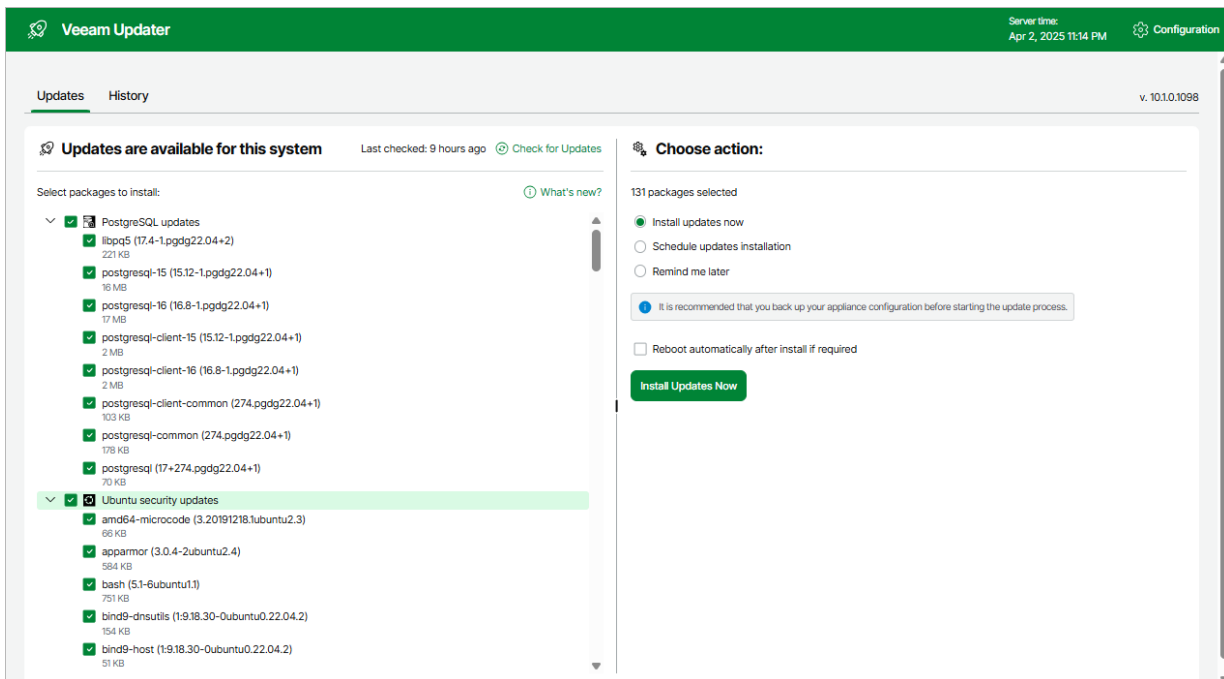 Veeam Updater
Server time:
Apr 2, 2025 11:14 PM
Configuration
Updates
History
v. 10.1.0.1098
Updates are available for this system
Last checked: 9 hours ago
Check for Updates
Select packages to install:
What's new?
PostgreSQL updates
libpq5 (17.4-1.pgdg22.04+2)
221 KB
postgresql-15 (15.12-1.pgdg22.04+1)
16 MB
postgresql-16 (16.8-1.pgdg22.04+1)
17 MB
postgresql-client-15 (15.12-1.pgdg22.04+1)
2 MB
postgresql-client-16 (16.8-1.pgdg22.04+1)
2 MB
postgresql-client-common (274.pgdg22.04+1)
103 KB
postgresql-common (274.pgdg22.04+1)
178 KB
postgresql (17+274.pgdg22.04+1)
70 KB
Ubuntu security updates
amd64-microcode (3.20191218.1ubuntu2.3)
66 KB
apparmor (3.0.4-2ubuntu2.4)
584 KB
bash (5.1-6ubuntu1.1)
751 KB
bind9-dnsutils (1:9.18.30-0ubuntu0.22.04.2)
154 KB
bind9-host (1:9.18.30-0ubuntu0.22.04.2)
51 KB
Choose action:
131 packages selected
Install updates now
Schedule updates installation
Remind me later
It is recommended that you back up your appliance configuration before starting the update process.
Reboot automatically after install if required
Install Updates Now